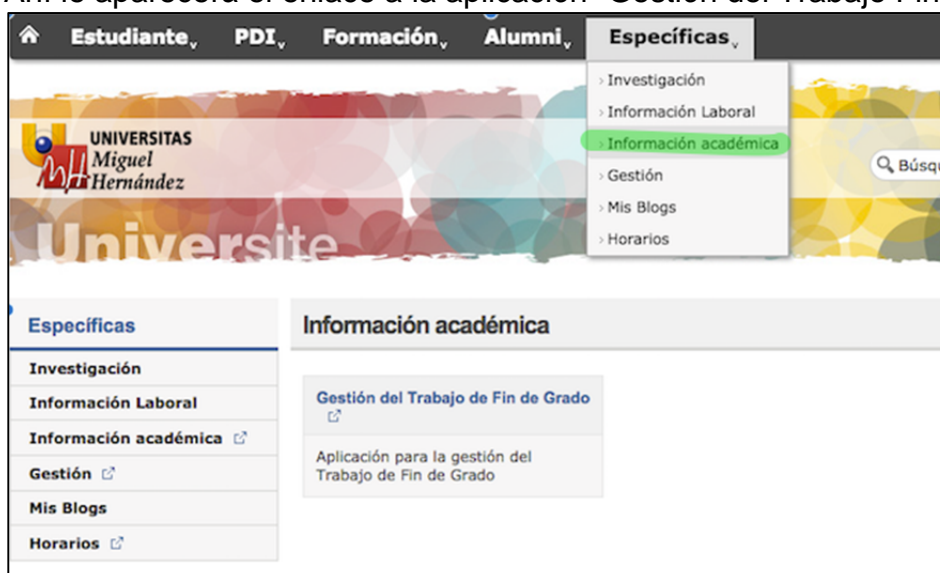 Estudiante PDI Formación Alumni Específicas
Investigación
Información Laboral
Información académica
Gestión
Mis Blogs
Horarios
UNIVERSITAS
Miguel
Hernández
Universite
Específicas
Investigación
Información Laboral
Información académica
Gestión
Mis Blogs
Horarios
Información académica
Gestión del Trabajo de Fin de Grado
Aplicación para la gestión del
Trabajo de Fin de Grado